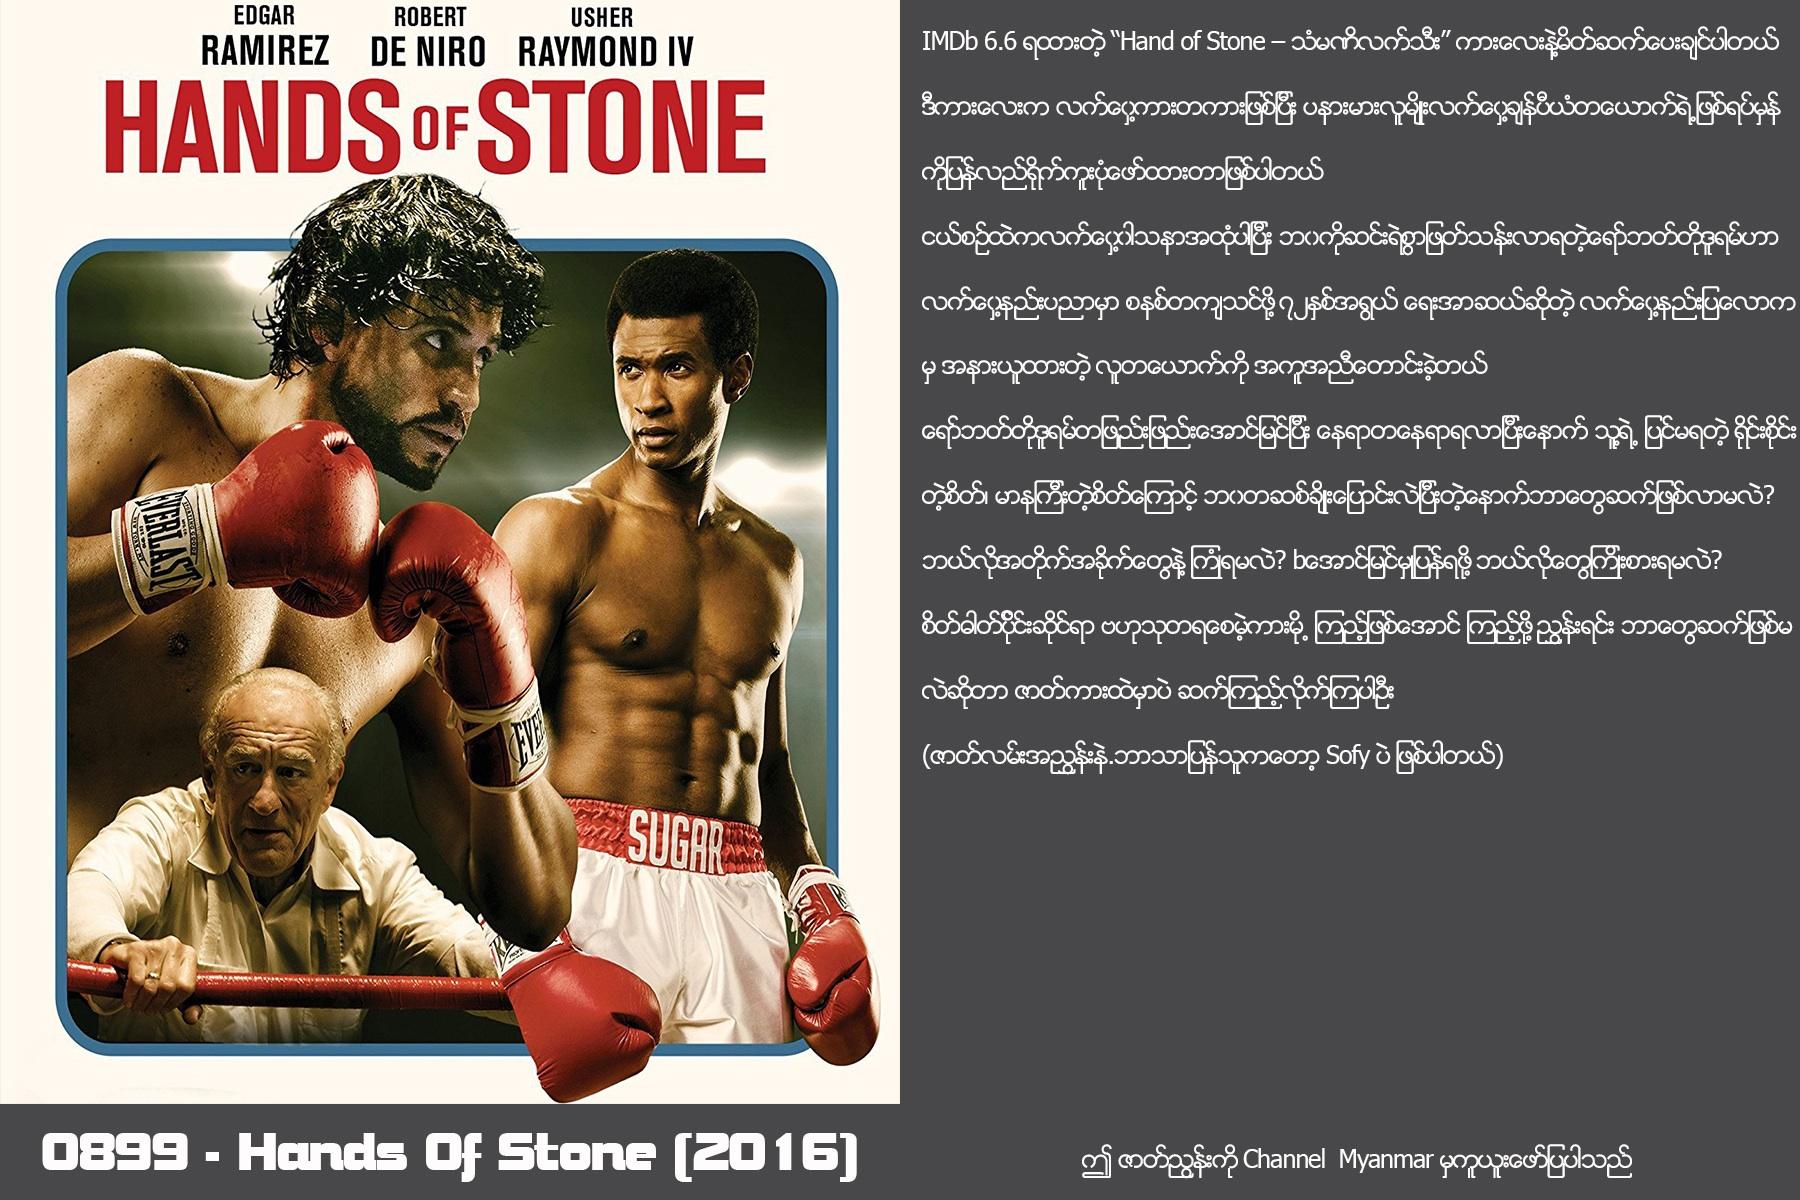 EDGAR
RAMIREZ
ROBERT
DE NIRO
USHER
RAYMOND IV
HANDS OF STONE
EVERLAST
EVER
SUGAR
0899 - Hands Of Stone (2016)
IMDb 6.6 ရထားတဲ့ “Hand of Stone – သံမဏိလက်သီး” ကားလေးနဲ့မိတ်ဆက်ပေးချင်ပါတယ်
ဒီကားလေးက လက်ဝှေ့ကားတကားဖြစ်ပြီး ပနားမားလူမျိုးလက်ဝှေ့ချန်ပီယံတယောက်ရဲ့ဖြစ်ရပ်မှန်
ကိုပြန်လည်ရိုက်ကူးပုံဖော်ထားတာဖြစ်ပါတယ်
ငယ်စဉ်ထဲကလက်ဝှေ့ဂါသနာအထုံပါပြီး ဘဝကိုဆင်းရဲစွာဖြတ်သန်းလာရတဲ့ရော်ဘတ်တိုဒူရမ်ဟာ
လက်ဝှေ့နည်းပညာမှာ စနစ်တကျသင်ဖို့ ၇၂နှစ်အရွယ် ရေးအာဆယ်ဆိုတဲ့ လက်ဝှေ့နည်းပြလောက
မှ အနားယူထားတဲ့ လူတယောက်ကို အကူအညီတောင်းခဲ့တယ်
ရော်ဘတ်တိုဒူရမ်တဖြည်းဖြည်းအောင်မြင်ပြီး နေရာတနေရာရလာပြီးနောက် သူ့ရဲ့ ပြင်မရတဲ့ ရိုင်းစိုင်း
တဲ့စိတ်၊ မာနကြီးတဲ့စိတ်ကြောင့် ဘဝတဆစ်ချိုးပြောင်းလဲပြီးတဲ့နောက်ဘာတွေဆက်ဖြစ်လာမလဲ?
ဘယ်လိုအတိုက်အခိုက်တွေနဲ့ ကြုံရမလဲ? bအောင်မြင်မှုပြန်ရဖို့ ဘယ်လိုတွေကြိုးစားရမလဲ?
စိတ်ဓါတ်ပိုင်းဆိုင်ရာ ဗဟုသုတရစေမဲ့ကားမို့ ကြည့်ဖြစ်အောင် ကြည့်ဖို့ ညွှန်းရင်း ဘာတွေဆက်ဖြစ်မ
လဲဆိုတာ ဇာတ်ကားထဲမှာပဲ ဆက်ကြည့်လိုက်ကြပါဦး
(ဇာတ်လမ်းအညွှန်းနဲ့.ဘာသာပြန်သူကတော့ Sofy ပဲ ဖြစ်ပါတယ်)
ဤ ဇာတ်ညွှန်းကို Channel Myanmar မှကူယူးဖော်ပြပါသည်